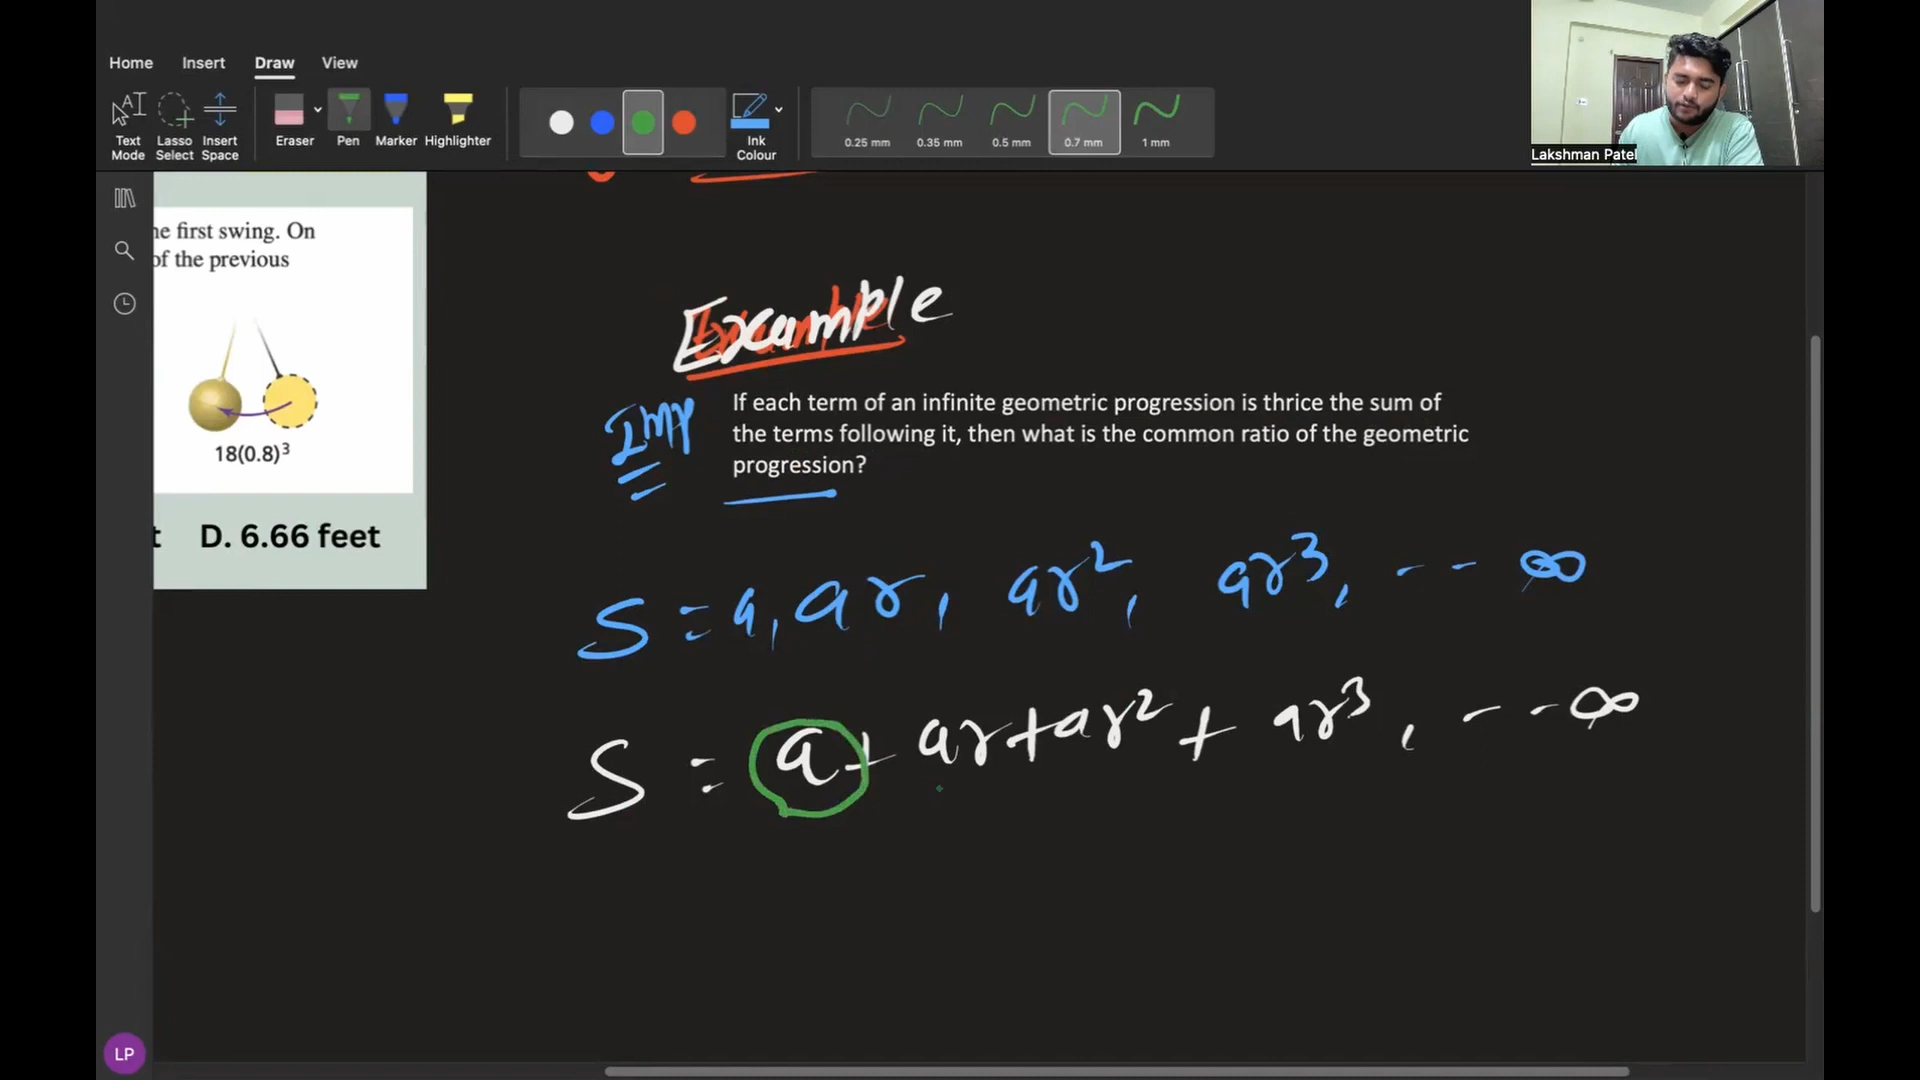 Home Insert Draw View
Text Mode Lasso Select Insert Space Eraser Pen Marker Highlighter Ink Colour 0.25 mm 0.35 mm 0.5 mm 0.7 mm 1 mm
Lakshman Patel
he first swing. On
of the previous
18(0.8)³
t D. 6.66 feet
Example
Imp
If each term of an infinite geometric progression is thrice the sum of
the terms following it, then what is the common ratio of the geometric
progression?
S = a, ar, ar², ar³, -- ∞
S = a + ar + ar² + ar³, -- ∞
LP